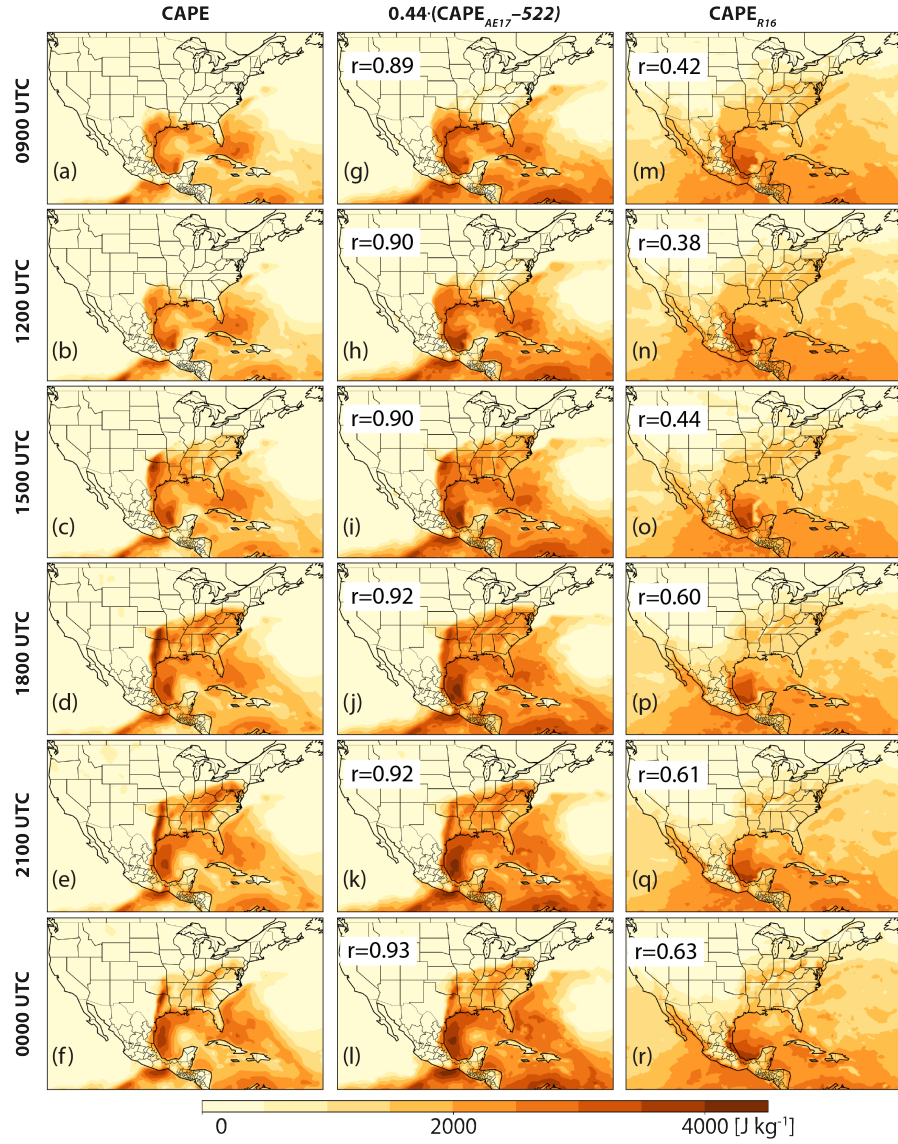 CAPE 0.44·(CAPE_AE17–522) CAPE_R16
0900 UTC
(a)
r=0.89
(g)
r=0.42
(m)
1200 UTC
(b)
r=0.90
(h)
r=0.38
(n)
1500 UTC
(c)
r=0.90
(i)
r=0.44
(o)
1800 UTC
(d)
r=0.92
(j)
r=0.60
(p)
2100 UTC
(e)
r=0.92
(k)
r=0.61
(q)
0000 UTC
(f)
r=0.93
(l)
r=0.63
(r)
0 2000 4000 [J kg⁻¹]